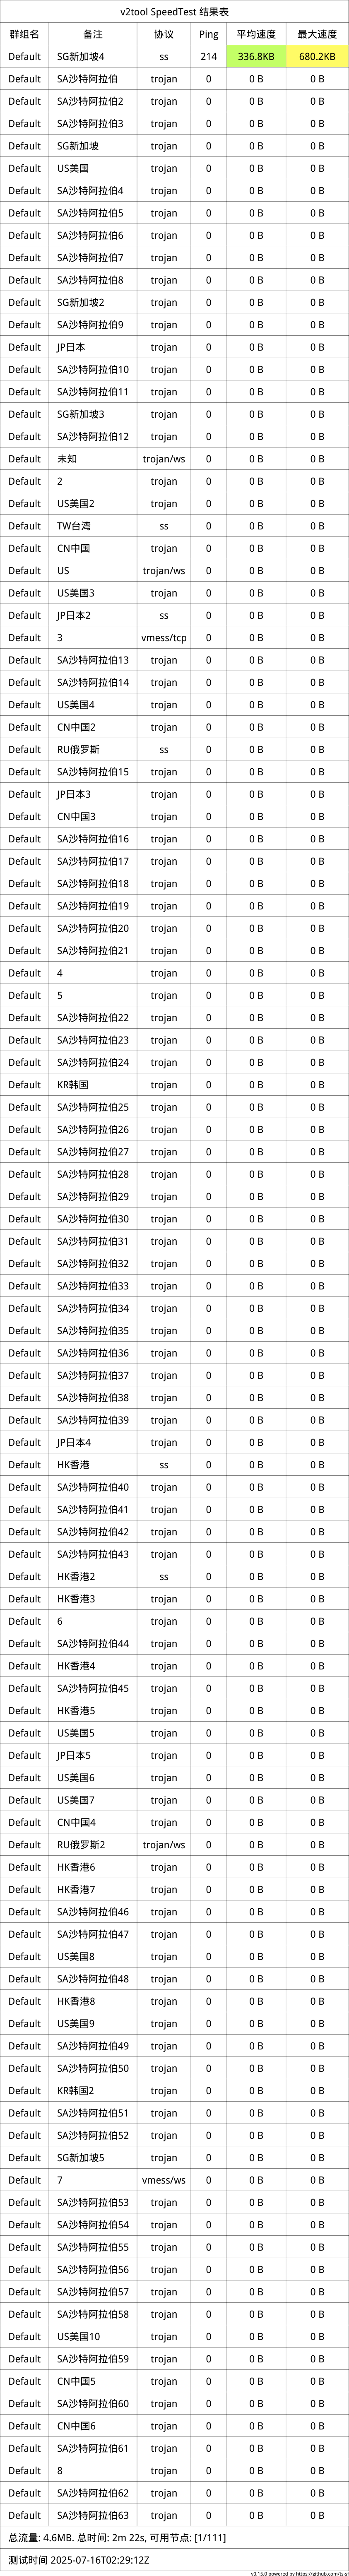 v2tool SpeedTest 结果表
群组名 备注 协议 Ping 平均速度 最大速度
Default SG新加坡4 ss 214 336.8KB 680.2KB
Default SA沙特阿拉伯 trojan 0 0 B 0 B
Default SA沙特阿拉伯2 trojan 0 0 B 0 B
Default SA沙特阿拉伯3 trojan 0 0 B 0 B
Default SG新加坡 trojan 0 0 B 0 B
Default US美国 trojan 0 0 B 0 B
Default SA沙特阿拉伯4 trojan 0 0 B 0 B
Default SA沙特阿拉伯5 trojan 0 0 B 0 B
Default SA沙特阿拉伯6 trojan 0 0 B 0 B
Default SA沙特阿拉伯7 trojan 0 0 B 0 B
Default SA沙特阿拉伯8 trojan 0 0 B 0 B
Default SG新加坡2 trojan 0 0 B 0 B
Default SA沙特阿拉伯9 trojan 0 0 B 0 B
Default JP日本 trojan 0 0 B 0 B
Default SA沙特阿拉伯10 trojan 0 0 B 0 B
Default SA沙特阿拉伯11 trojan 0 0 B 0 B
Default SG新加坡3 trojan 0 0 B 0 B
Default SA沙特阿拉伯12 trojan 0 0 B 0 B
Default 未知 trojan/ws 0 0 B 0 B
Default 2 trojan 0 0 B 0 B
Default US美国2 trojan 0 0 B 0 B
Default TW台湾 ss 0 0 B 0 B
Default CN中国 trojan 0 0 B 0 B
Default US trojan/ws 0 0 B 0 B
Default US美国3 trojan 0 0 B 0 B
Default JP日本2 ss 0 0 B 0 B
Default 3 vmess/tcp 0 0 B 0 B
Default SA沙特阿拉伯13 trojan 0 0 B 0 B
Default SA沙特阿拉伯14 trojan 0 0 B 0 B
Default US美国4 trojan 0 0 B 0 B
Default CN中国2 trojan 0 0 B 0 B
Default RU俄罗斯 ss 0 0 B 0 B
Default SA沙特阿拉伯15 trojan 0 0 B 0 B
Default JP日本3 trojan 0 0 B 0 B
Default CN中国3 trojan 0 0 B 0 B
Default SA沙特阿拉伯16 trojan 0 0 B 0 B
Default SA沙特阿拉伯17 trojan 0 0 B 0 B
Default SA沙特阿拉伯18 trojan 0 0 B 0 B
Default SA沙特阿拉伯19 trojan 0 0 B 0 B
Default SA沙特阿拉伯20 trojan 0 0 B 0 B
Default SA沙特阿拉伯21 trojan 0 0 B 0 B
Default 4 trojan 0 0 B 0 B
Default 5 trojan 0 0 B 0 B
Default SA沙特阿拉伯22 trojan 0 0 B 0 B
Default SA沙特阿拉伯23 trojan 0 0 B 0 B
Default SA沙特阿拉伯24 trojan 0 0 B 0 B
Default KR韩国 trojan 0 0 B 0 B
Default SA沙特阿拉伯25 trojan 0 0 B 0 B
Default SA沙特阿拉伯26 trojan 0 0 B 0 B
Default SA沙特阿拉伯27 trojan 0 0 B 0 B
Default SA沙特阿拉伯28 trojan 0 0 B 0 B
Default SA沙特阿拉伯29 trojan 0 0 B 0 B
Default SA沙特阿拉伯30 trojan 0 0 B 0 B
Default SA沙特阿拉伯31 trojan 0 0 B 0 B
Default SA沙特阿拉伯32 trojan 0 0 B 0 B
Default SA沙特阿拉伯33 trojan 0 0 B 0 B
Default SA沙特阿拉伯34 trojan 0 0 B 0 B
Default SA沙特阿拉伯35 trojan 0 0 B 0 B
Default SA沙特阿拉伯36 trojan 0 0 B 0 B
Default SA沙特阿拉伯37 trojan 0 0 B 0 B
Default SA沙特阿拉伯38 trojan 0 0 B 0 B
Default SA沙特阿拉伯39 trojan 0 0 B 0 B
Default JP日本4 trojan 0 0 B 0 B
Default HK香港 ss 0 0 B 0 B
Default SA沙特阿拉伯40 trojan 0 0 B 0 B
Default SA沙特阿拉伯41 trojan 0 0 B 0 B
Default SA沙特阿拉伯42 trojan 0 0 B 0 B
Default SA沙特阿拉伯43 trojan 0 0 B 0 B
Default HK香港2 ss 0 0 B 0 B
Default HK香港3 trojan 0 0 B 0 B
Default 6 trojan 0 0 B 0 B
Default SA沙特阿拉伯44 trojan 0 0 B 0 B
Default HK香港4 trojan 0 0 B 0 B
Default SA沙特阿拉伯45 trojan 0 0 B 0 B
Default HK香港5 trojan 0 0 B 0 B
Default US美国5 trojan 0 0 B 0 B
Default JP日本5 trojan 0 0 B 0 B
Default US美国6 trojan 0 0 B 0 B
Default US美国7 trojan 0 0 B 0 B
Default CN中国4 trojan 0 0 B 0 B
Default RU俄罗斯2 trojan/ws 0 0 B 0 B
Default HK香港6 trojan 0 0 B 0 B
Default HK香港7 trojan 0 0 B 0 B
Default SA沙特阿拉伯46 trojan 0 0 B 0 B
Default SA沙特阿拉伯47 trojan 0 0 B 0 B
Default US美国8 trojan 0 0 B 0 B
Default SA沙特阿拉伯48 trojan 0 0 B 0 B
Default HK香港8 trojan 0 0 B 0 B
Default US美国9 trojan 0 0 B 0 B
Default SA沙特阿拉伯49 trojan 0 0 B 0 B
Default SA沙特阿拉伯50 trojan 0 0 B 0 B
Default KR韩国2 trojan 0 0 B 0 B
Default SA沙特阿拉伯51 trojan 0 0 B 0 B
Default SA沙特阿拉伯52 trojan 0 0 B 0 B
Default SG新加坡5 trojan 0 0 B 0 B
Default 7 vmess/ws 0 0 B 0 B
Default SA沙特阿拉伯53 trojan 0 0 B 0 B
Default SA沙特阿拉伯54 trojan 0 0 B 0 B
Default SA沙特阿拉伯55 trojan 0 0 B 0 B
Default SA沙特阿拉伯56 trojan 0 0 B 0 B
Default SA沙特阿拉伯57 trojan 0 0 B 0 B
Default SA沙特阿拉伯58 trojan 0 0 B 0 B
Default US美国10 trojan 0 0 B 0 B
Default SA沙特阿拉伯59 trojan 0 0 B 0 B
Default CN中国5 trojan 0 0 B 0 B
Default SA沙特阿拉伯60 trojan 0 0 B 0 B
Default CN中国6 trojan 0 0 B 0 B
Default SA沙特阿拉伯61 trojan 0 0 B 0 B
Default 8 trojan 0 0 B 0 B
Default SA沙特阿拉伯62 trojan 0 0 B 0 B
Default SA沙特阿拉伯63 trojan 0 0 B 0 B
总流量: 4.6MB. 总时间: 2m 22s, 可用节点: [1/111]
测试时间 2025-07-16T02:29:12Z
v0.15.0 powered by